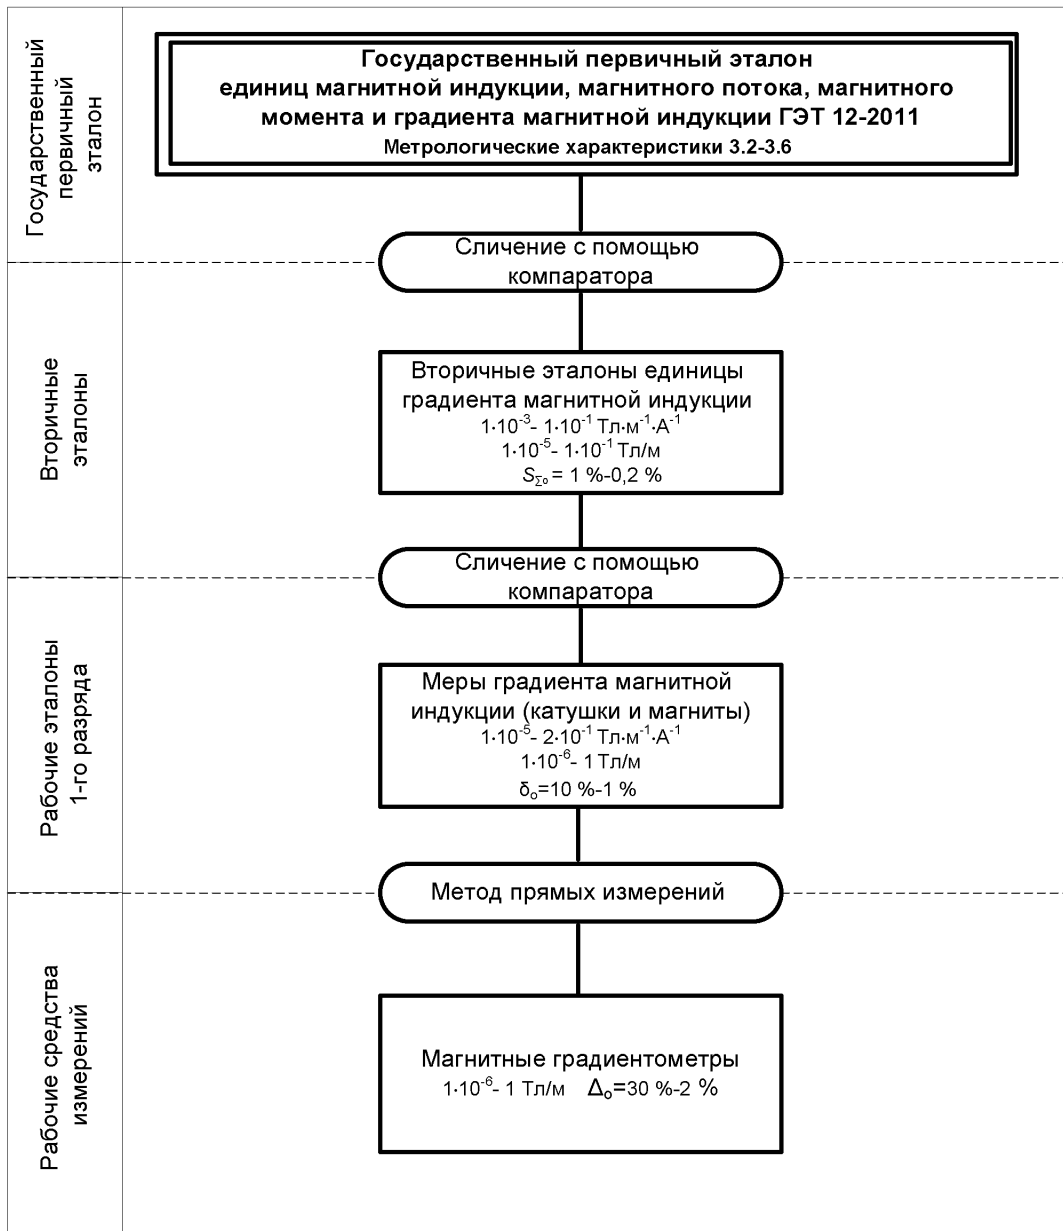 Государственный
первичный
эталон
Государственный первичный эталон
единиц магнитной индукции, магнитного потока, магнитного
момента и градиента магнитной индукции ГЭТ 12-2011
Метрологические характеристики 3.2-3.6
Сличение с помощью
компаратора
Вторичные
эталоны
Вторичные эталоны единицы
градиента магнитной индукции
1·10⁻³- 1·10⁻¹ Тл·м⁻¹·А⁻¹
1·10⁻⁵- 1·10⁻¹ Тл/м
S_Σ₀ = 1 %-0,2 %
Сличение с помощью
компаратора
Рабочие эталоны
1-го разряда
Меры градиента магнитной
индукции (катушки и магниты)
1·10⁻⁵- 2·10⁻¹ Тл·м⁻¹·А⁻¹
1·10⁻⁶- 1 Тл/м
δₒ=10 %-1 %
Метод прямых измерений
Рабочие средства
измерений
Магнитные градиентометры
1·10⁻⁶- 1 Тл/м Δₒ=30 %-2 %